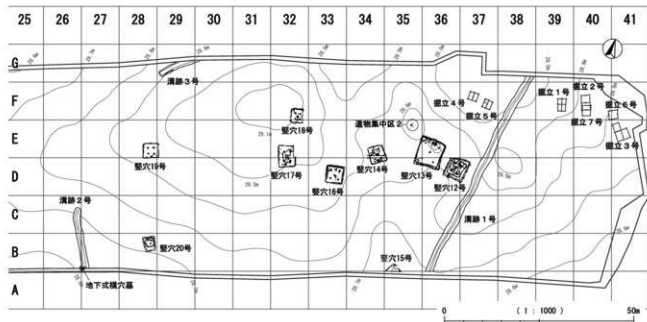 25 26 27 28 29 30 31 32 33 34 35 36 37 38 39 40 41
G
溝跡3号
F
掘立4号
掘立5号
掘立1号
掘立2号
掘立7号
掘立6号
掘立3号
竪穴18号
遺物集中区2
E
竪穴19号
竪穴17号
竪穴14号
竪穴13号
竪穴12号
D
竪穴16号
溝跡2号
C
溝跡1号
B
竪穴20号
竪穴15号
A
地下式横穴墓
0 (1:1000) 50m